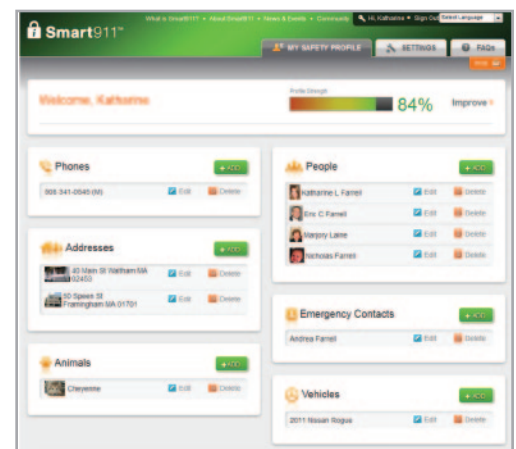 What is Smart911? • About Smart911 • News & Events • Community Hi, Katharine • Sign Out Select Language
Smart911™
MY SAFETY PROFILE SETTINGS FAQs
Welcome, Katharine
Profile Strength
84% Improve
Phones + ADD
Edit Delete
Addresses + ADD
40 Main St Waltham MA 02453 Edit Delete
50 Speen St
Framingham MA 01701 Edit Delete
Animals + ADD
Cheyenne Edit Delete
People + ADD
Katharine L Farrell Edit Delete
Eric C Farrell Edit Delete
Marjory Laine Edit Delete
Nicholas Farrell Edit Delete
Emergency Contacts + ADD
Andrea Farrell Edit Delete
Vehicles + ADD
2011 Nissan Rogue Edit Delete